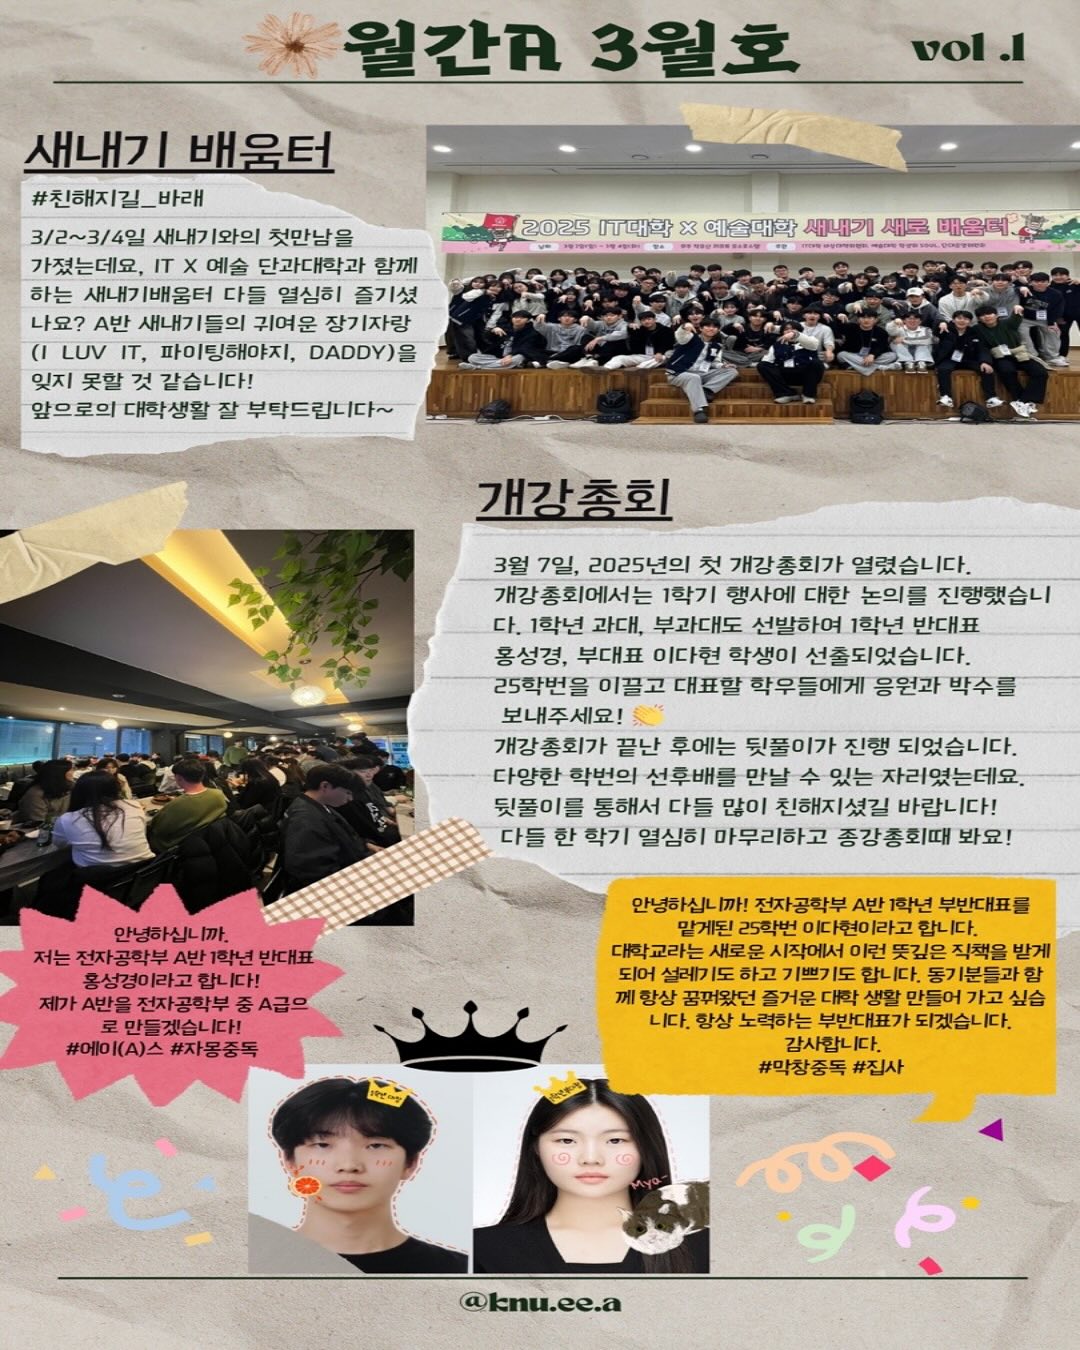 월간A 3월호
vol .1
새내기 배움터
#친해지길_바래
3/2~3/4일 새내기와의 첫만남을
가졌는데요, IT X 예술 단과대학과 함께
하는 새내기배움터 다들 열심히 즐기셨
나요? A반 새내기들의 귀여운 장기자랑
(I LUV IT, 파이팅해야지, DADDY)을
잊지 못할 것 같습니다!
앞으로의 대학생활 잘 부탁드립니다~
2025 IT대학 X 예술대학 새내기 새로 배움터
개강총회
3월 7일, 2025년의 첫 개강총회가 열렸습니다.
개강총회에서는 1학기 행사에 대한 논의를 진행했습니
다. 1학년 과대, 부과대도 선발하여 1학년 반대표
홍성경, 부대표 이다현 학생이 선출되었습니다.
25학번을 이끌고 대표할 학우들에게 응원과 박수를
보내주세요! 👏
개강총회가 끝난 후에는 뒷풀이가 진행 되었습니다.
다양한 학번의 선후배를 만날 수 있는 자리였는데요.
뒷풀이를 통해서 다들 많이 친해지셨길 바랍니다!
다들 한 학기 열심히 마무리하고 종강총회때 봐요!
안녕하십니까.
저는 전자공학부 A반 1학년 반대표
홍성경이라고 합니다!
제가 A반을 전자공학부 중 A급으
로 만들겠습니다!
#에이(A)스 #자몽중독
안녕하십니까! 전자공학부 A반 1학년 부반대표를
맡게된 25학번 이다현이라고 합니다.
대학교라는 새로운 시작에서 이런 뜻깊은 직책을 받게
되어 설레기도 하고 기쁘기도 합니다. 동기분들과 함
께 항상 꿈꿔왔던 즐거운 대학 생활 만들어 가고 싶습
니다. 항상 노력하는 부반대표가 되겠습니다.
감사합니다.
#막창중독 #집사
Mya~
@knu.ee.a